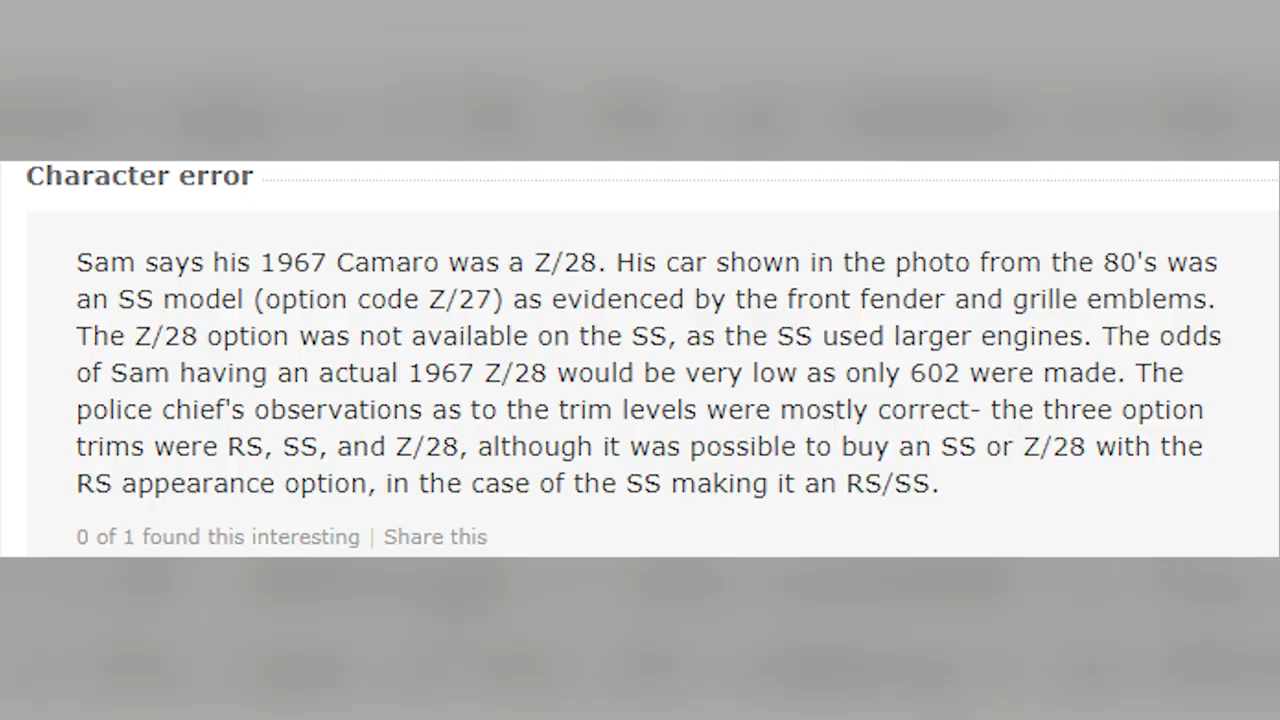 Character error
Sam says his 1967 Camaro was a Z/28. His car shown in the photo from the 80's was
an SS model (option code Z/27) as evidenced by the front fender and grille emblems.
The Z/28 option was not available on the SS, as the SS used larger engines. The odds
of Sam having an actual 1967 Z/28 would be very low as only 602 were made. The
police chief's observations as to the trim levels were mostly correct- the three option
trims were RS, SS, and Z/28, although it was possible to buy an SS or Z/28 with the
RS appearance option, in the case of the SS making it an RS/SS.
0 of 1 found this interesting | Share this